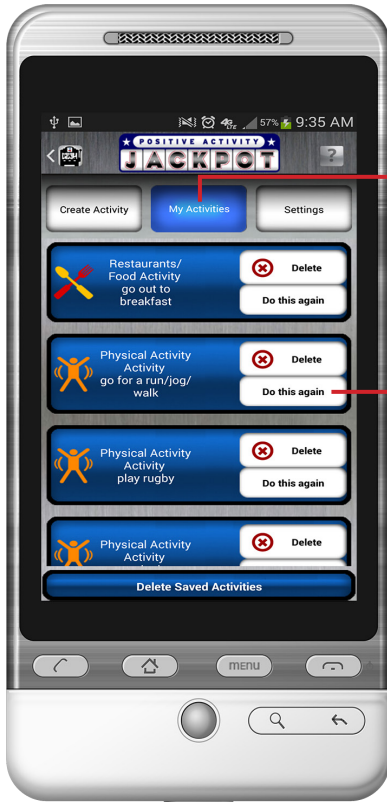 57% 9:35 AM
POSITIVE ACTIVITY
JACKPOT
?
Create Activity
My Activities
Settings
Restaurants/
Food Activity
go out to
breakfast
Delete
Do this again
Physical Activity
Activity
go for a run/jog/
walk
Delete
Do this again
Physical Activity
Activity
play rugby
Delete
Do this again
Physical Activity
Activity
Delete
Delete Saved Activities
MENU